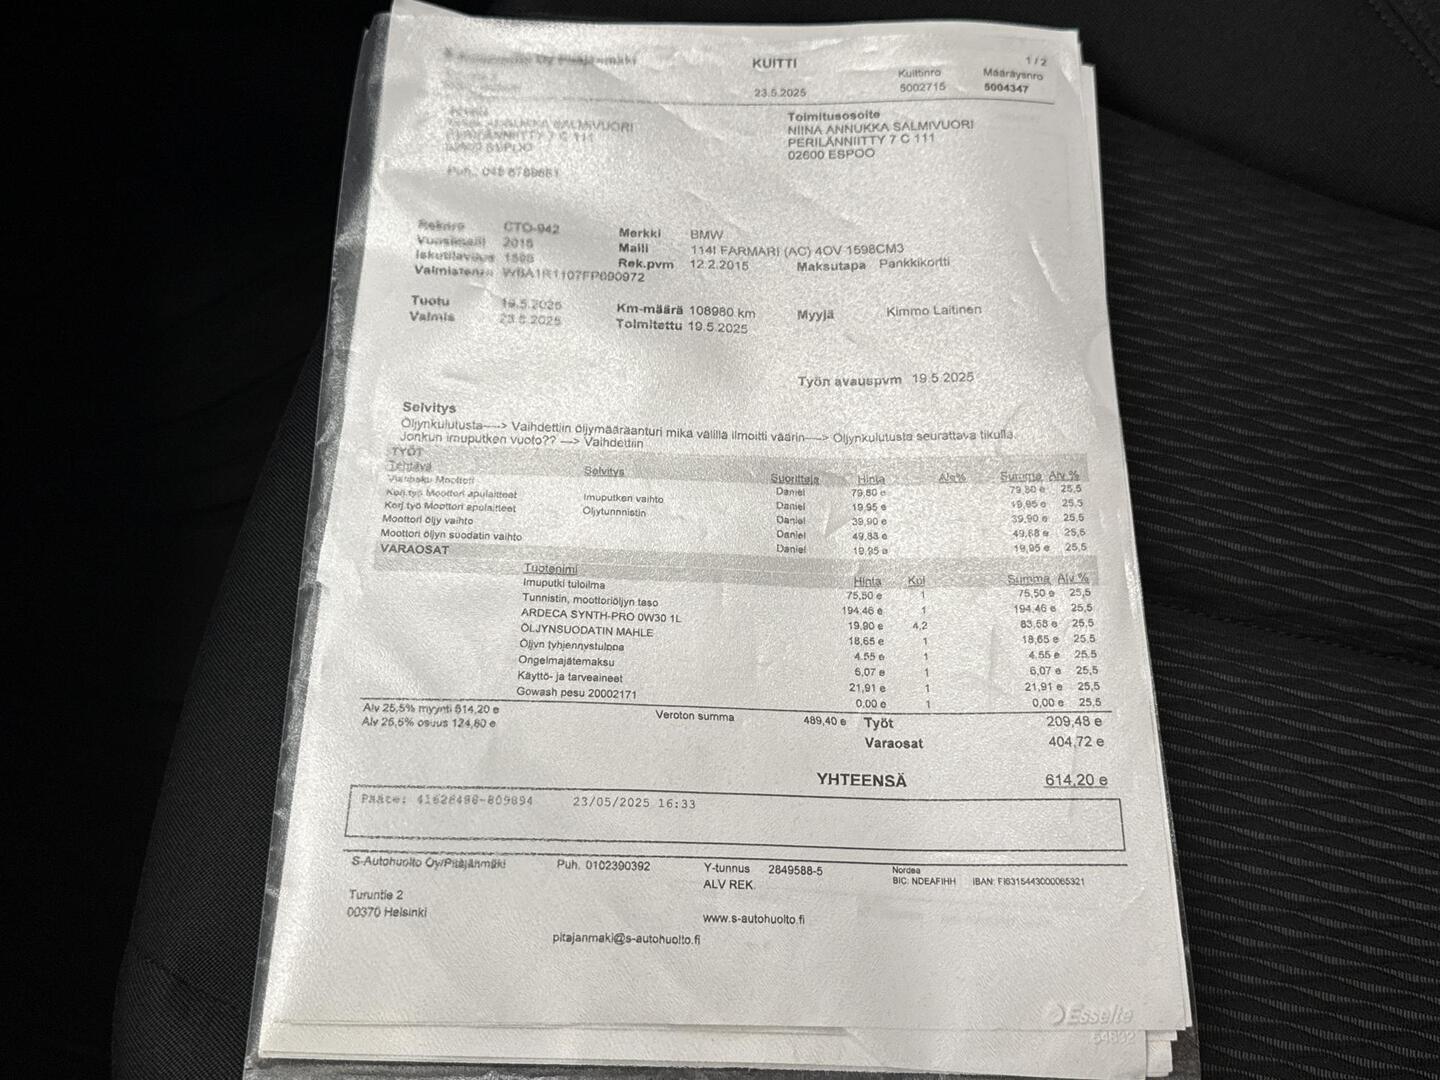 KUITTI
1/2
23.5.2025
Kuittinro
5002715
Määräysnro
5004347
SALMIVUORI
PERILÄNNIITTY 7 C 111
ESPOO
Toimitusosoite
NIINA ANNUKKA SALMIVUORI
PERILÄNNIITTY 7 C 111
02600 ESPOO
Puh.:
Reknro CTO-942
Merkki BMW
Vuosimalli 2015
Malli 114I FARMARI (AC) 4OV 1598CM3
Iskutilavuus 1598
Rek.pvm 12.2.2015
Maksutapa Pankkikortti
Valmistenro
Tuotu 19.5.2025
Km-määrä 108980 km
Myyjä Kimmo Laitinen
Valmis 23.5.2025
Toimitettu 19.5.2025
Työn avauspvm 19.5.2025
Selvitys
Öljynkulutusta----> Vaihdettiin öljymääräanturi mikä välillä ilmoitti väärin----> Öljynkulutusta seurattava tikulla.
Jonkun imuputken vuoto?? ---> Vaihdettiin
TYÖT
Tehtävä Selvitys Suorittaja Hinta Ale% Summa Alv %
Vianhaku Moottori Daniel 79,80 e 79,80 e 25,5
Korj.työ Moottori apulaitteet Imuputken vaihto Daniel 19,95 e 19,95 e 25,5
Korj.työ Moottori apulaitteet Öljytunnnistin Daniel 39,90 e 39,90 e 25,5
Moottori öljy vaihto Daniel 49,88 e 49,88 e 25,5
Moottori öljyn suodatin vaihto Daniel 19,95 e 19,95 e 25,5
VARAOSAT
Tuotenimi Hinta Kpl Summa Alv %
Imuputki tuloilma 75,50 e 1 75,50 e 25,5
Tunnistin, moottoriöljyn taso 194,46 e 1 194,46 e 25,5
ARDECA SYNTH-PRO 0W30 1L 19,90 e 4,2 83,58 e 25,5
ÖLJYNSUODATIN MAHLE 18,65 e 1 18,65 e 25,5
Öljyn tyhjennystulppa 4,55 e 1 4,55 e 25,5
Ongelmajätemaksu 6,07 e 1 6,07 e 25,5
Käyttö- ja tarveaineet 21,91 e 1 21,91 e 25,5
Gowash pesu 20002171 0,00 e 1 0,00 e 25,5
Alv 25,5% myynti 614,20 e
Veroton summa 489,40 e
Työt 209,48 e
Alv 25,5% osuus 124,80 e
Varaosat 404,72 e
YHTEENSÄ 614,20 e
Pääte: 41628486-809894 23/05/2025 16:33
S-Autohuolto Oy/Pitäjänmäki
Puh. 0102390392
Y-tunnus 2849588-5
Nordea
ALV REK.
BIC: NDEAFIHH IBAN: FI6315443000065321
Turuntie 2
00370 Helsinki
www.s-autohuolto.fi
pitajanmaki@s-autohuolto.fi
Esselte